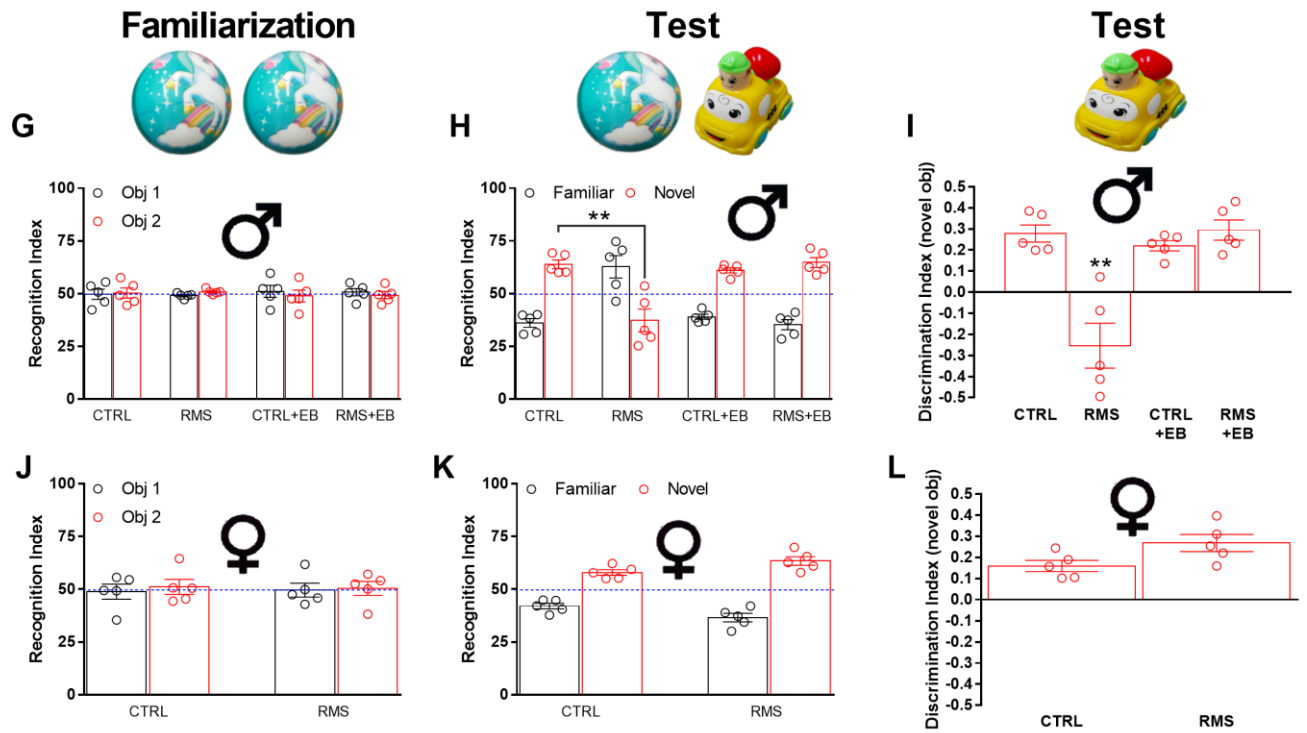 Familiarization
Test
Test
G
100
75
50
25
0
Recognition Index
Obj 1
Obj 2
CTRL
RMS
CTRL+EB
RMS+EB
H
100
75
50
25
0
Recognition Index
Familiar
Novel
**
CTRL
RMS
CTRL+EB
RMS+EB
I
0.5
0.4
0.3
0.2
0.1
0.0
-0.1
-0.2
-0.3
-0.4
-0.5
Discrimination Index (novel obj)
**
CTRL
RMS
CTRL
+EB
RMS
+EB
J
100
75
50
25
0
Recognition Index
Obj 1
Obj 2
CTRL
RMS
K
100
75
50
25
0
Recognition Index
Familiar
Novel
CTRL
RMS
L
0.5
0.4
0.3
0.2
0.1
0.0
-0.1
-0.2
-0.3
-0.4
-0.5
Discrimination Index (novel obj)
CTRL
RMS